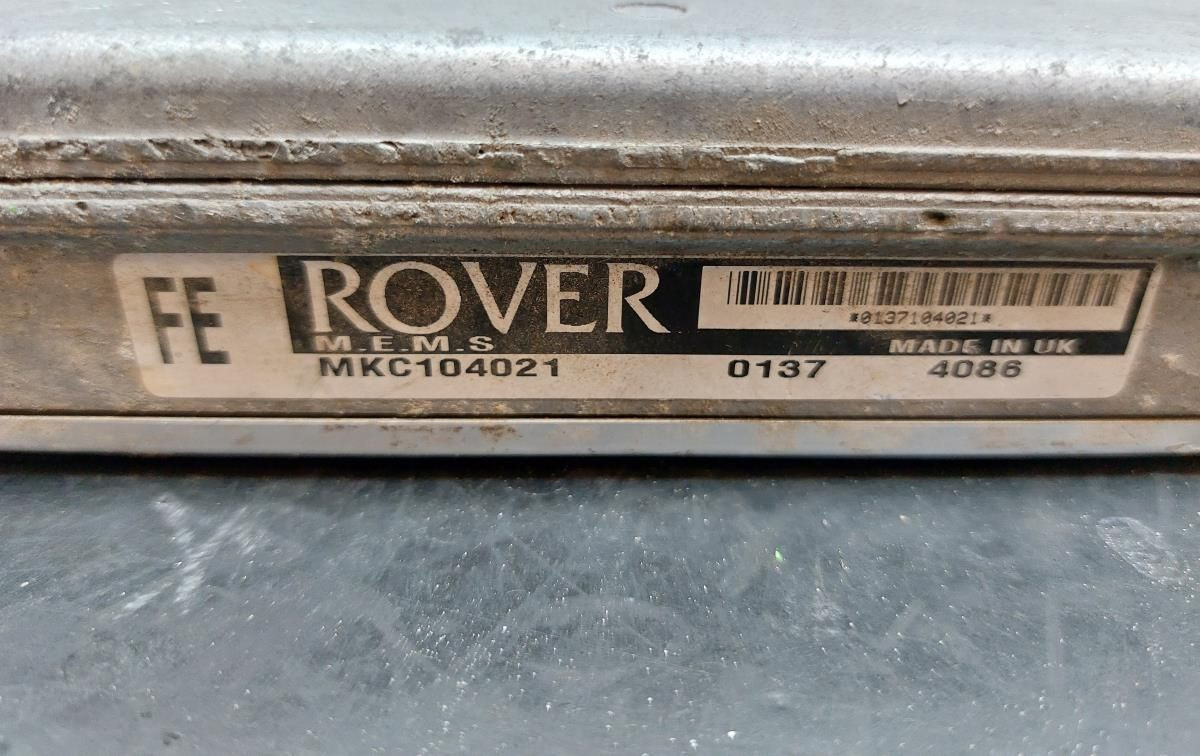 FE
ROVER
*0137104021*
M.E.M.S MADE IN UK
MKC104021 0137 4086